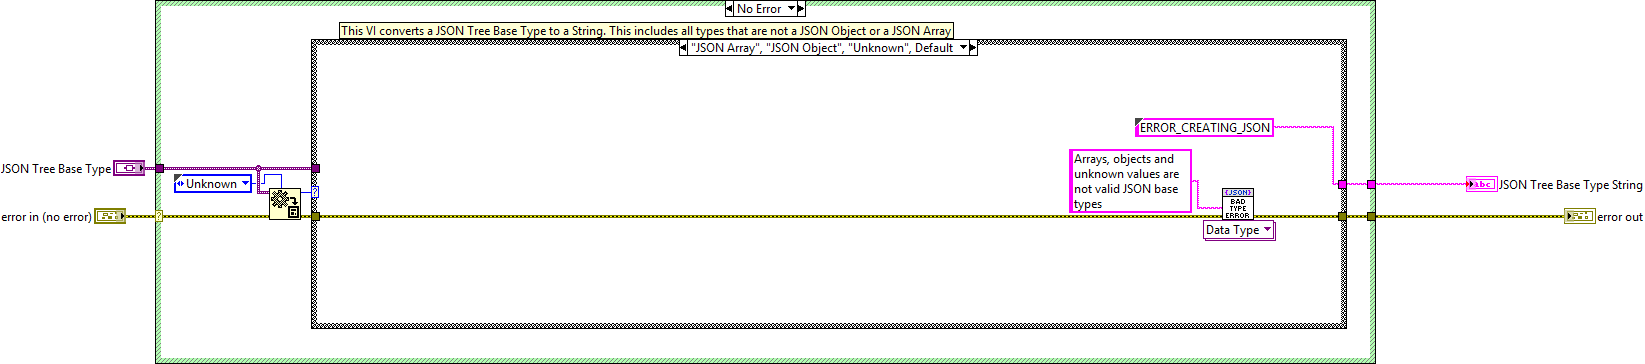 No Error
This VI converts a JSON Tree Base Type to a String. This includes all types that are not a JSON Object or a JSON Array
"JSON Array", "JSON Object", "Unknown", Default
ERROR_CREATING_JSON
Arrays, objects and
unknown values are
not valid JSON base
types
JSON Tree Base Type
Unknown
?
{JSON}
BAD
TYPE
ERROR
Data Type
abc
JSON Tree Base Type String
error in (no error)
?
error out